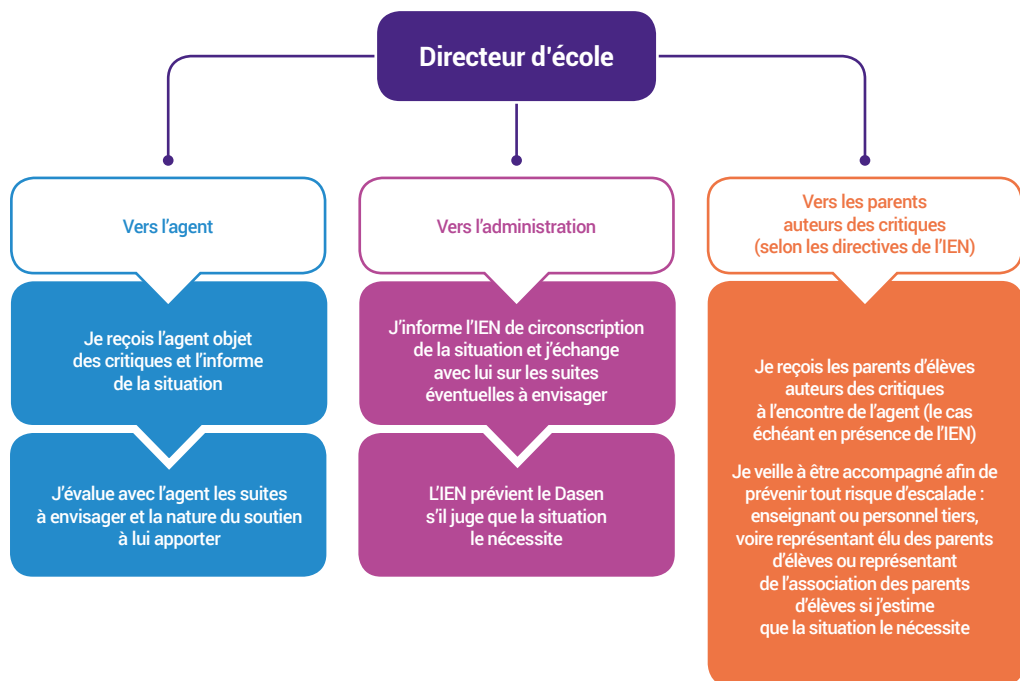 Directeur d'école
Vers l'agent
Je reçois l'agent objet
des critiques et l'informe
de la situation
J'évalue avec l'agent les suites
à envisager et la nature du soutien
à lui apporter
Vers l'administration
J'informe l'IEN de circonscription
de la situation et j'échange
avec lui sur les suites
éventuelles à envisager
L'IEN prévient le Dasen
s'il juge que la situation
le nécessite
Vers les parents
auteurs des critiques
(selon les directives de l'IEN)
Je reçois les parents d'élèves
auteurs des critiques
à l'encontre de l'agent (le cas
échéant en présence de l'IEN)
Je veille à être accompagné afin de
prévenir tout risque d'escalade :
enseignant ou personnel tiers,
voire représentant élu des parents
d'élèves ou représentant
de l'association des parents
d'élèves si j'estime
que la situation le nécessite